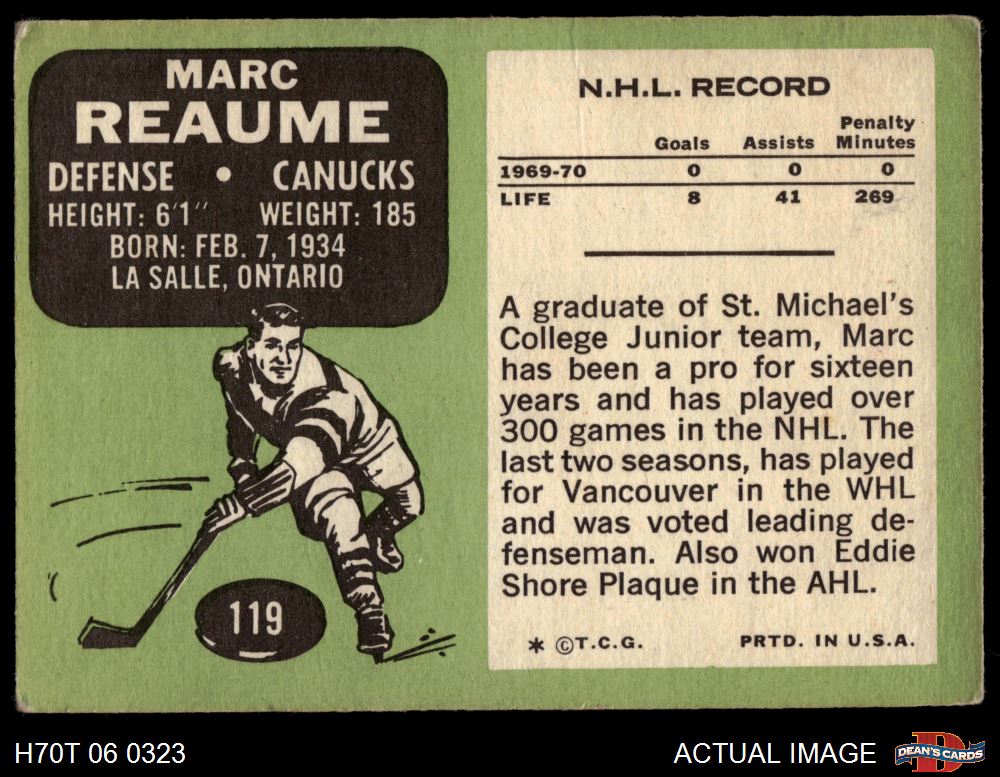 MARC
REAUME
DEFENSE • CANUCKS
HEIGHT: 6'1" WEIGHT: 185
BORN: FEB. 7, 1934
LA SALLE, ONTARIO
119
N.H.L. RECORD
Goals Assists Penalty Minutes
1969-70 0 0 0
LIFE 8 41 269
A graduate of St. Michael's
College Junior team, Marc
has been a pro for sixteen
years and has played over
300 games in the NHL. The
last two seasons, has played
for Vancouver in the WHL
and was voted leading de-
fenseman. Also won Eddie
Shore Plaque in the AHL.
* ©T.C.G. PRTD. IN U.S.A.
H70T 06 0323
ACTUAL IMAGE
D
DEAN'S CARDS